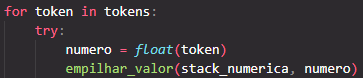 for token in tokens:
    try:
        numero = float(token)
        empilhar_valor(stack_numerica, numero)